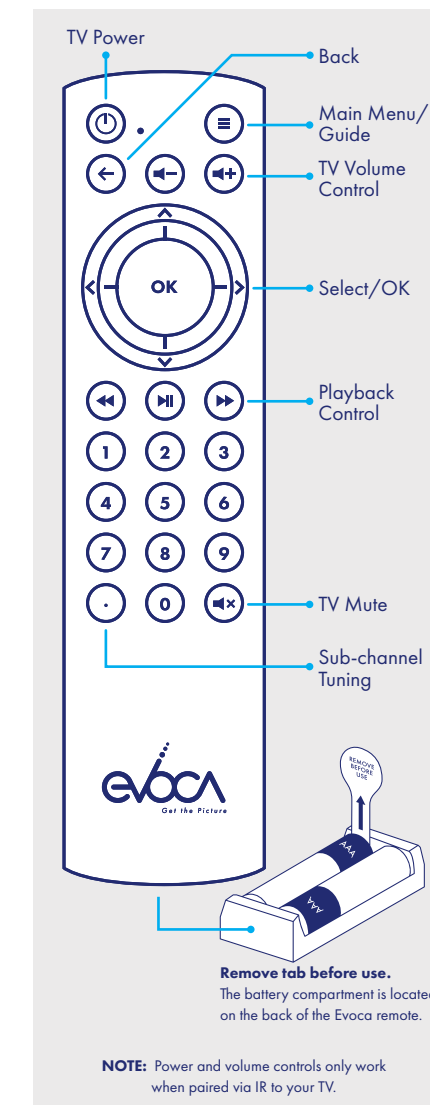 TV Power
Back
Main Menu/
Guide
TV Volume
Control
OK
Select/OK
Playback
Control
1 2 3
4 5 6
7 8 9
. 0
TV Mute
Sub-channel
Tuning
evoca
Get the Picture
REMOVE
BEFORE
USE
AAA
AAA
Remove tab before use.
The battery compartment is located
on the back of the Evoca remote.
NOTE: Power and volume controls only work
when paired via IR to your TV.